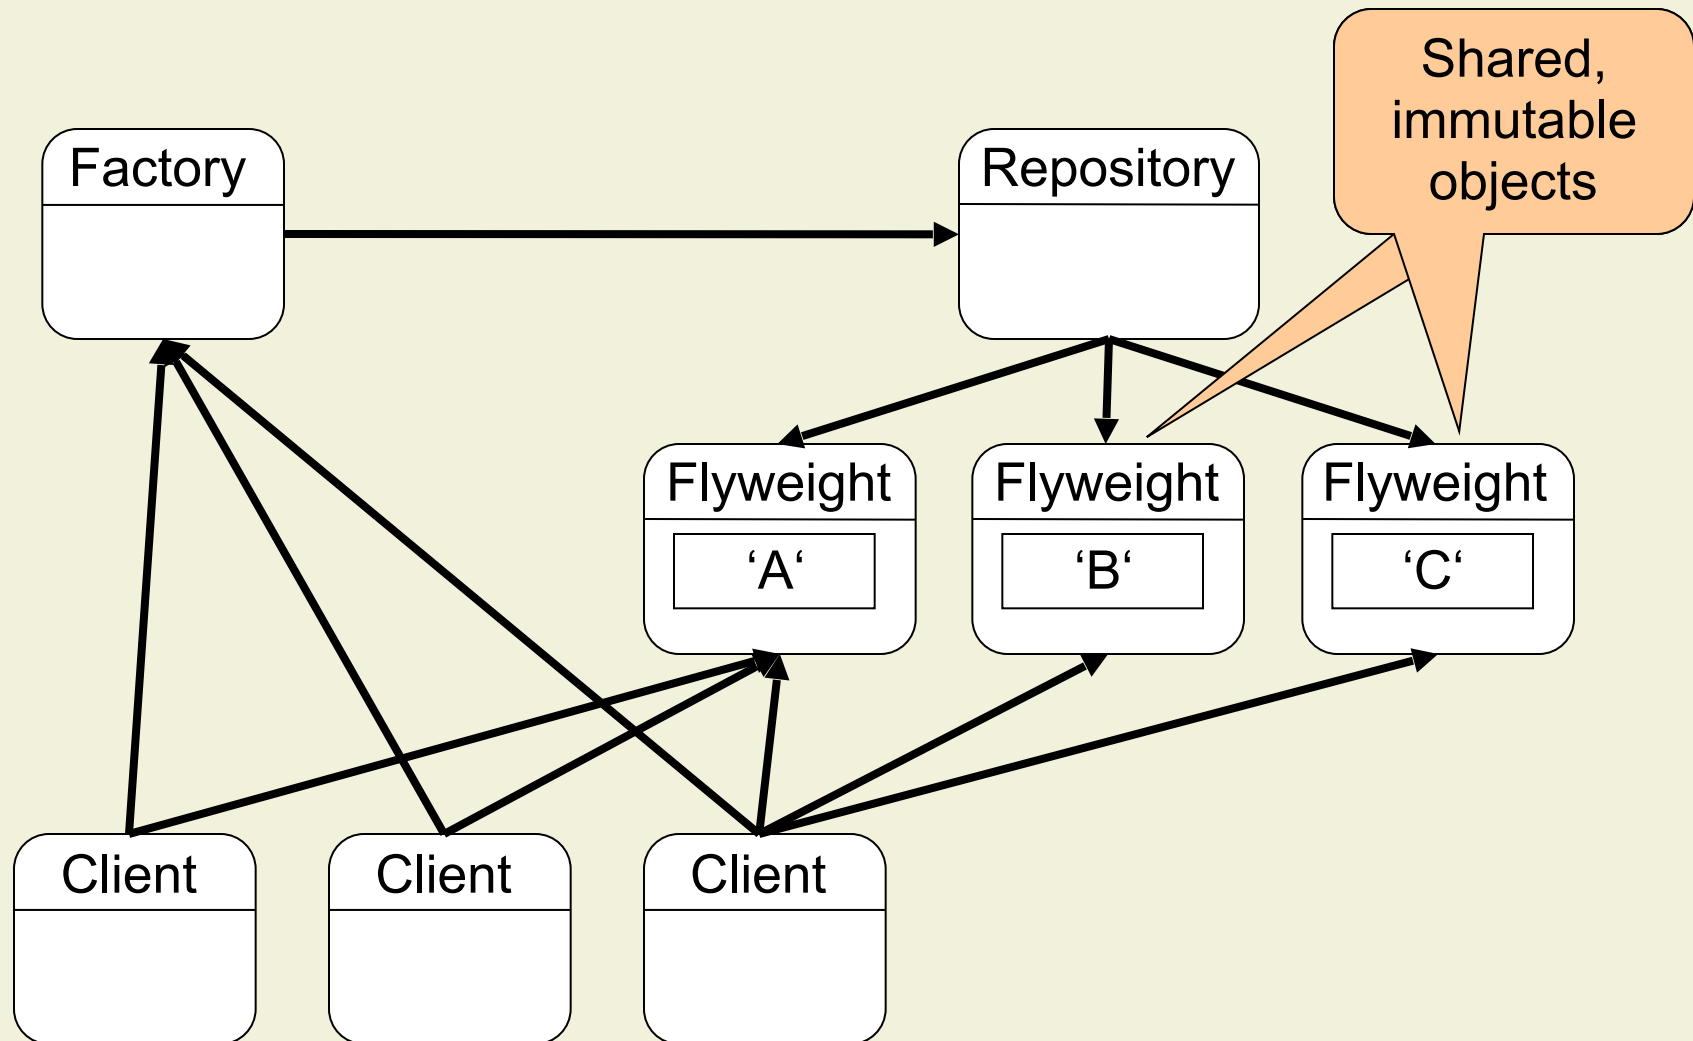 Shared,
immutable
objects
Factory
Repository
Flyweight
Flyweight
Flyweight
‘A‘
‘B‘
‘C‘
Client
Client
Client